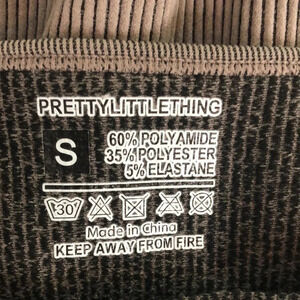 PRETTYLITTLETHING
S
60% POLYAMIDE
35% POLYESTER
5% ELASTANE
30
Made in China
KEEP AWAY FROM FIRE